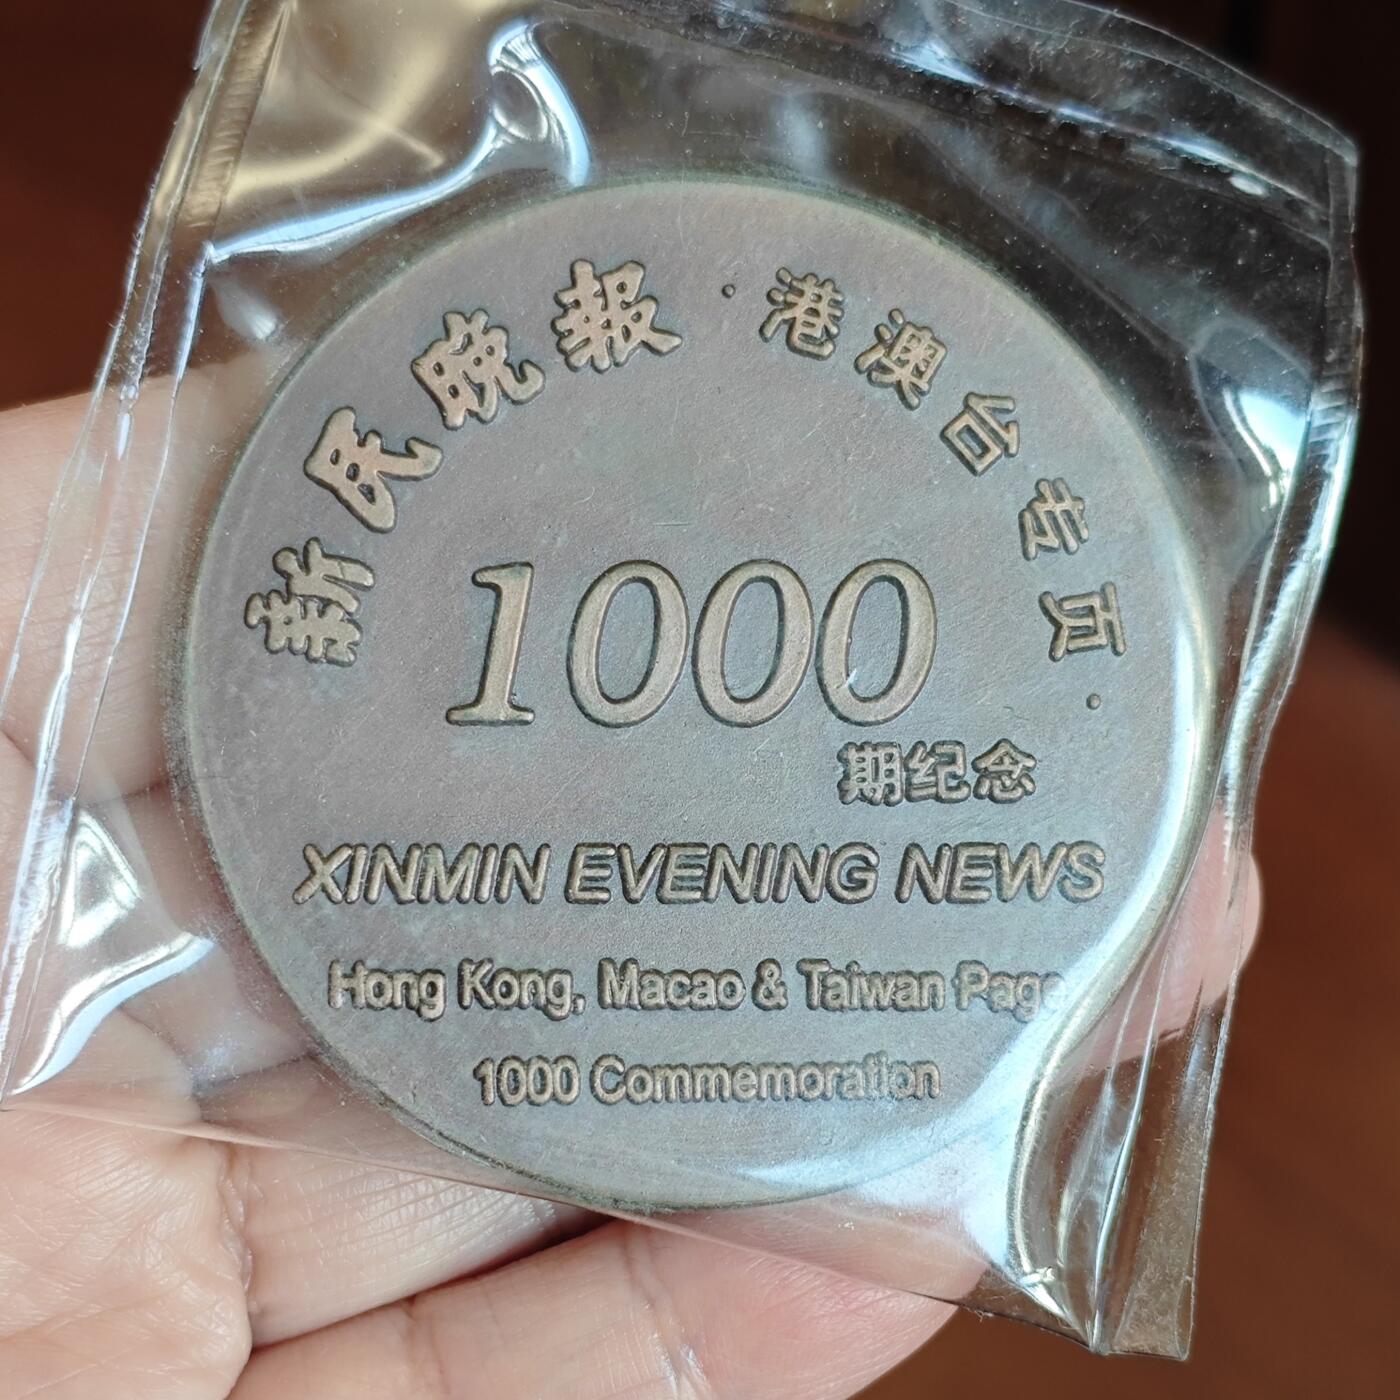 新民晚報·港澳台专页·
1000
期纪念
XINMIN EVENING NEWS
Hong Kong, Macao & Taiwan Page
1000 Commemoration